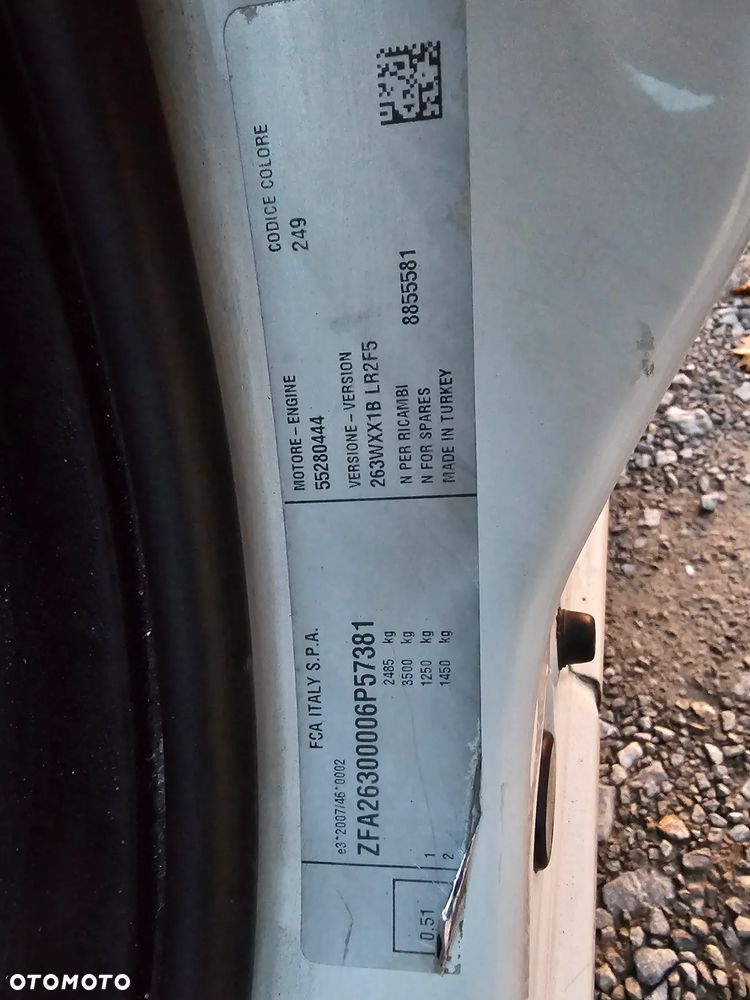 FCA ITALY S.P.A.
e3*2007/46*0002
ZFA26300006P57381
2485 kg
3500 kg
1 1250 kg
2 1450 kg
0.51
MOTORE - ENGINE
55280444
CODICE COLORE
249
VERSIONE - VERSION
263WXX1B LR2F5
N PER RICAMBI
N FOR SPARES
8855581
MADE IN TURKEY
OTOMOTO